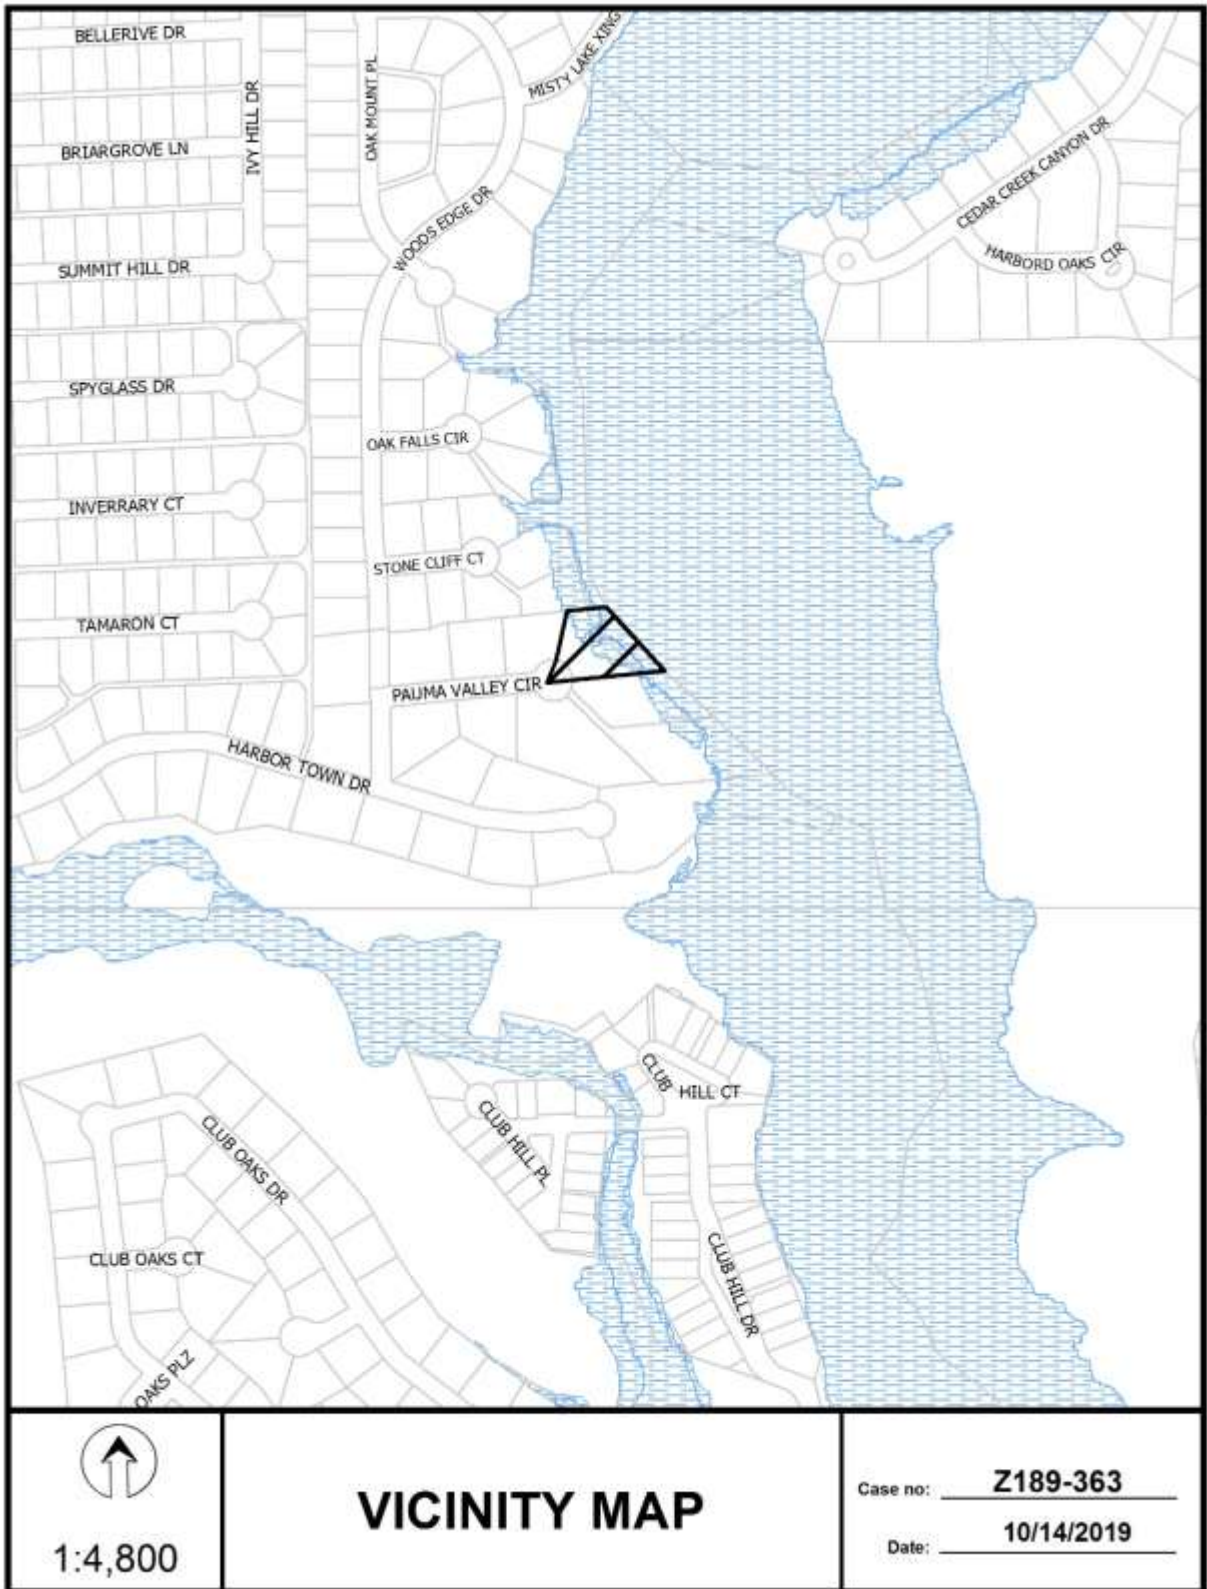 BELLERIVE DR
MISTY LAKE XING
OAK MOUNT PL
IVY HILL DR
BRIARGROVE LN
CEDAR CREEK CANYON DR
WOODS EDGE DR
HARBORD OAKS CIR
SUMMIT HILL DR
SPYGLASS DR
OAK FALLS CIR
INVERRARY CT
STONE CLIFF CT
TAMARON CT
PAUMA VALLEY CIR
HARBOR TOWN DR
CLUB HILL CT
CLUB HILL PL
CLUB OAKS DR
CLUB OAKS CT
CLUB HILL DR
OAKS PLZ
1:4,800
VICINITY MAP
Case no: Z189-363
Date: 10/14/2019